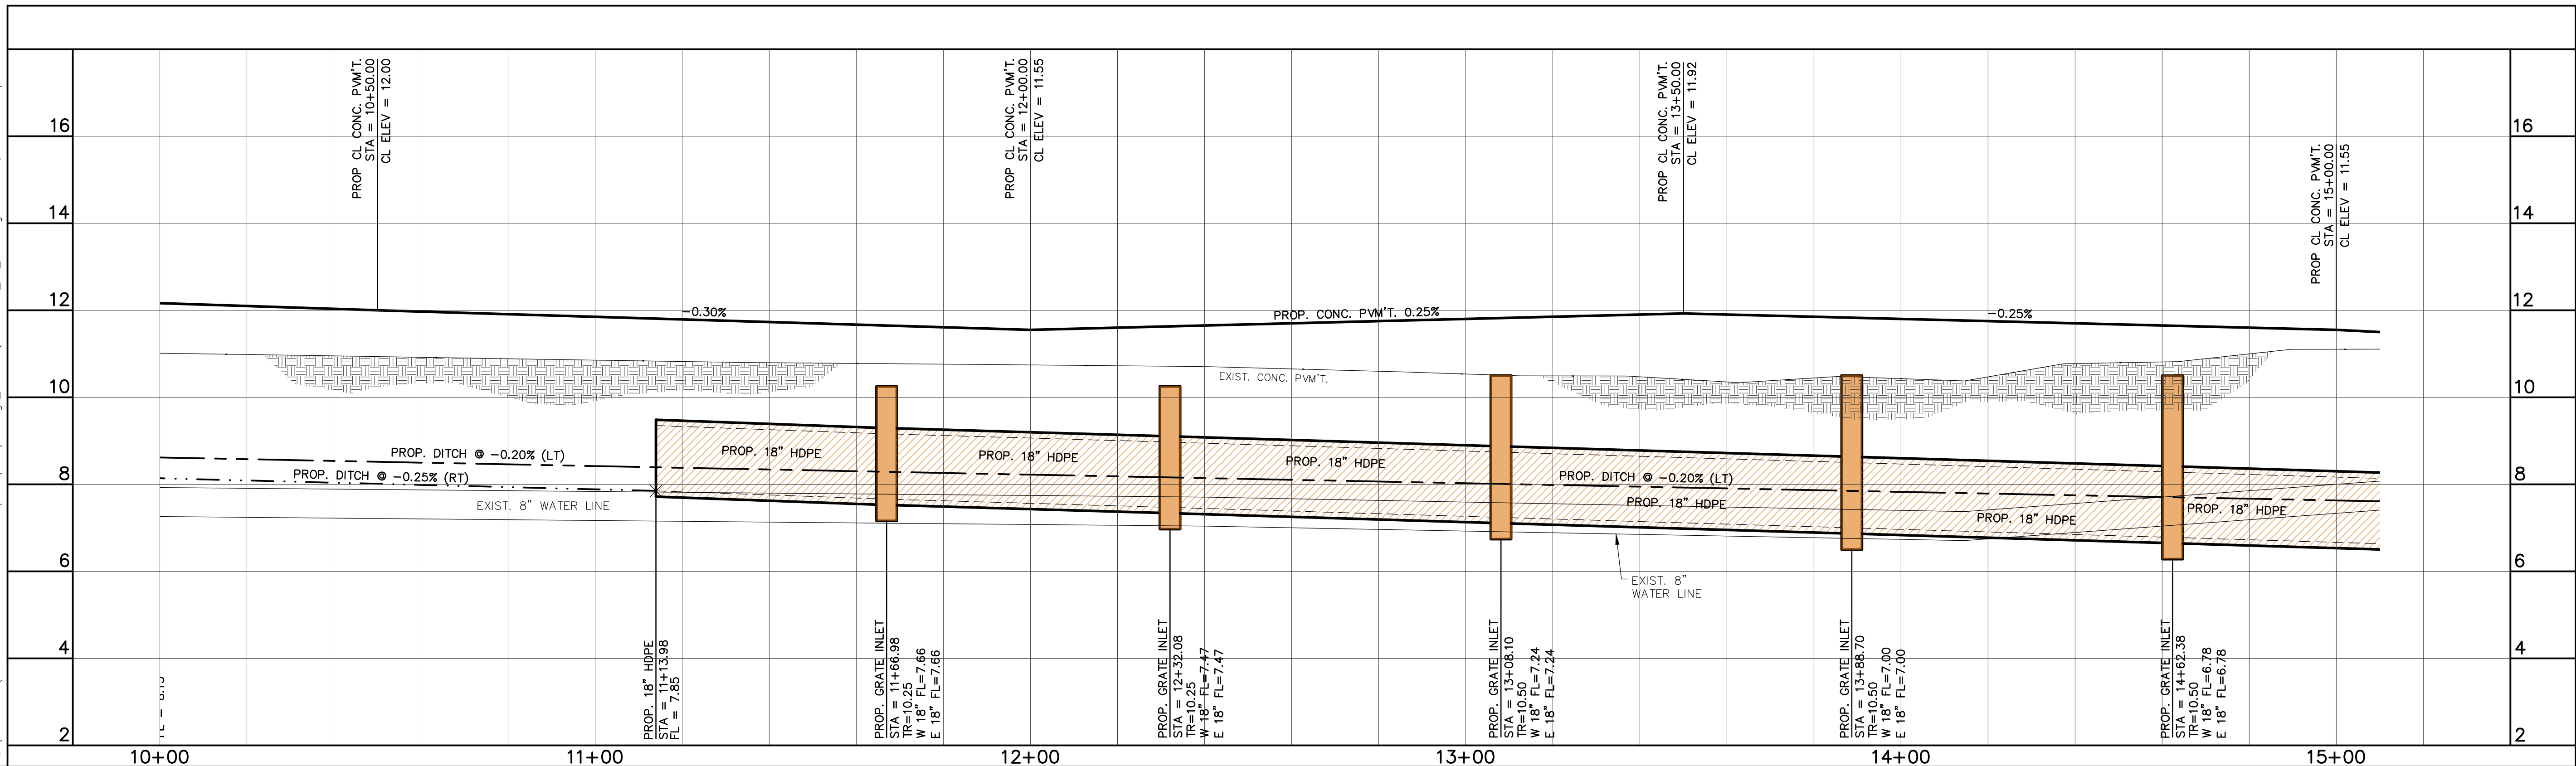 PROP CL CONC. PVM'T.
STA = 10+50.00
CL ELEV = 12.00
PROP CL CONC. PVM'T.
STA = 12+00.00
CL ELEV = 11.55
PROP CL CONC. PVM'T.
STA = 13+50.00
CL ELEV = 11.92
PROP CL CONC. PVM'T.
STA = 15+00.00
CL ELEV = 11.55
16
16
14
14
12
12
-0.30%
PROP. CONC. PVM'T. 0.25%
-0.25%
EXIST. CONC. PVM'T.
10
10
PROP. DITCH @ -0.20% (LT)
PROP. 18" HDPE
PROP. 18" HDPE
PROP. 18" HDPE
8
8
PROP. DITCH @ -0.25% (RT)
PROP. DITCH @ -0.20% (LT)
EXIST. 8" WATER LINE
PROP. 18" HDPE
PROP. 18" HDPE
PROP. 18" HDPE
6
6
EXIST. 8"
WATER LINE
4
4
PROP. 18" HDPE
STA = 11+13.98
FL = 7.85
PROP. GRATE INLET
STA = 11+66.98
TR=10.25
W 18" FL=7.66
E 18" FL=7.66
PROP. GRATE INLET
STA = 12+32.08
TR=10.25
W 18" FL=7.47
E 18" FL=7.47
PROP. GRATE INLET
STA = 13+08.10
TR=10.50
W 18" FL=7.24
E 18" FL=7.24
PROP. GRATE INLET
STA = 13+88.70
TR=10.50
W 18" FL=7.00
E 18" FL=7.00
PROP. GRATE INLET
STA = 14+62.38
TR=10.50
W 18" FL=6.78
E 18" FL=6.78
2
2
10+00
11+00
12+00
13+00
14+00
15+00